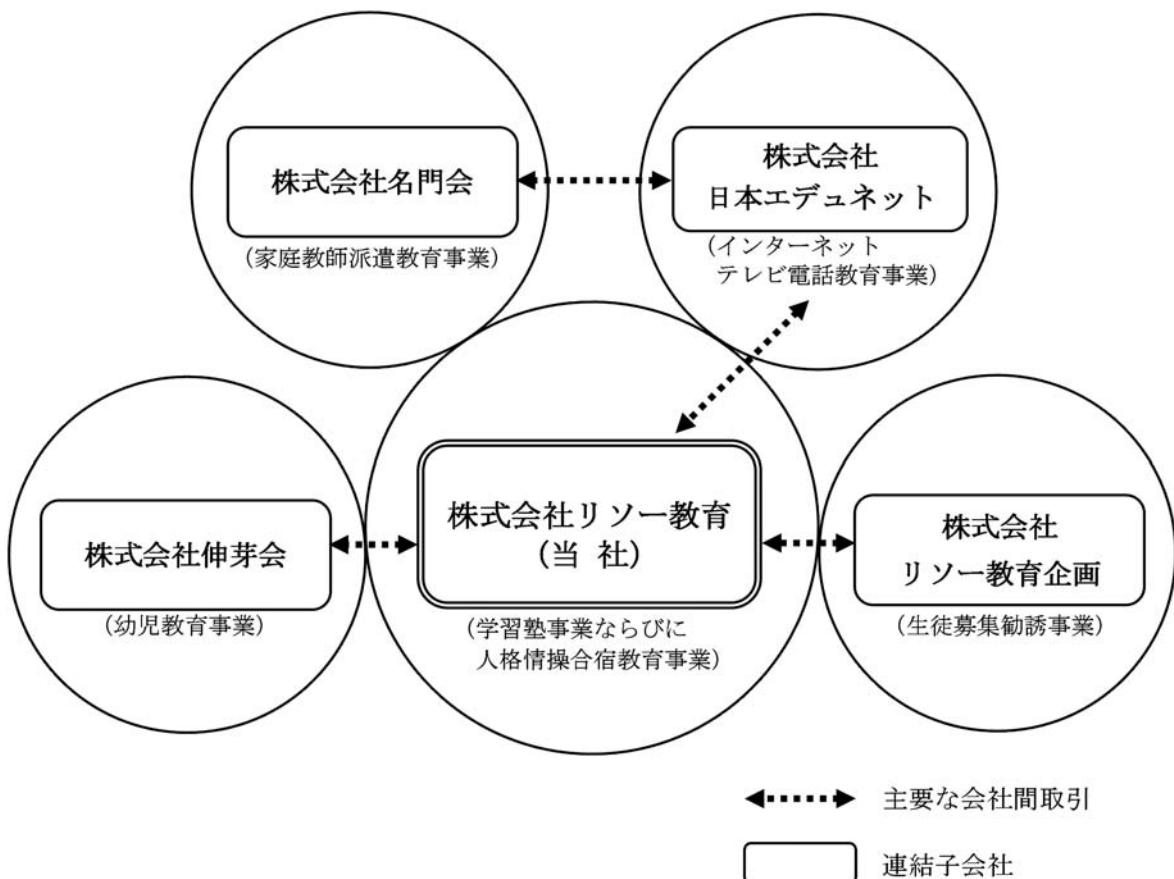 株式会社名門会
(家庭教師派遣教育事業)
株式会社
日本エデュネット
(インターネット
テレビ電話教育事業)
株式会社伸芽会
(幼児教育事業)
株式会社リソー教育
(当 社)
(学習塾事業ならびに
人格情操合宿教育事業)
株式会社
リソー教育企画
(生徒募集勧誘事業)
主要な会社間取引
連結子会社